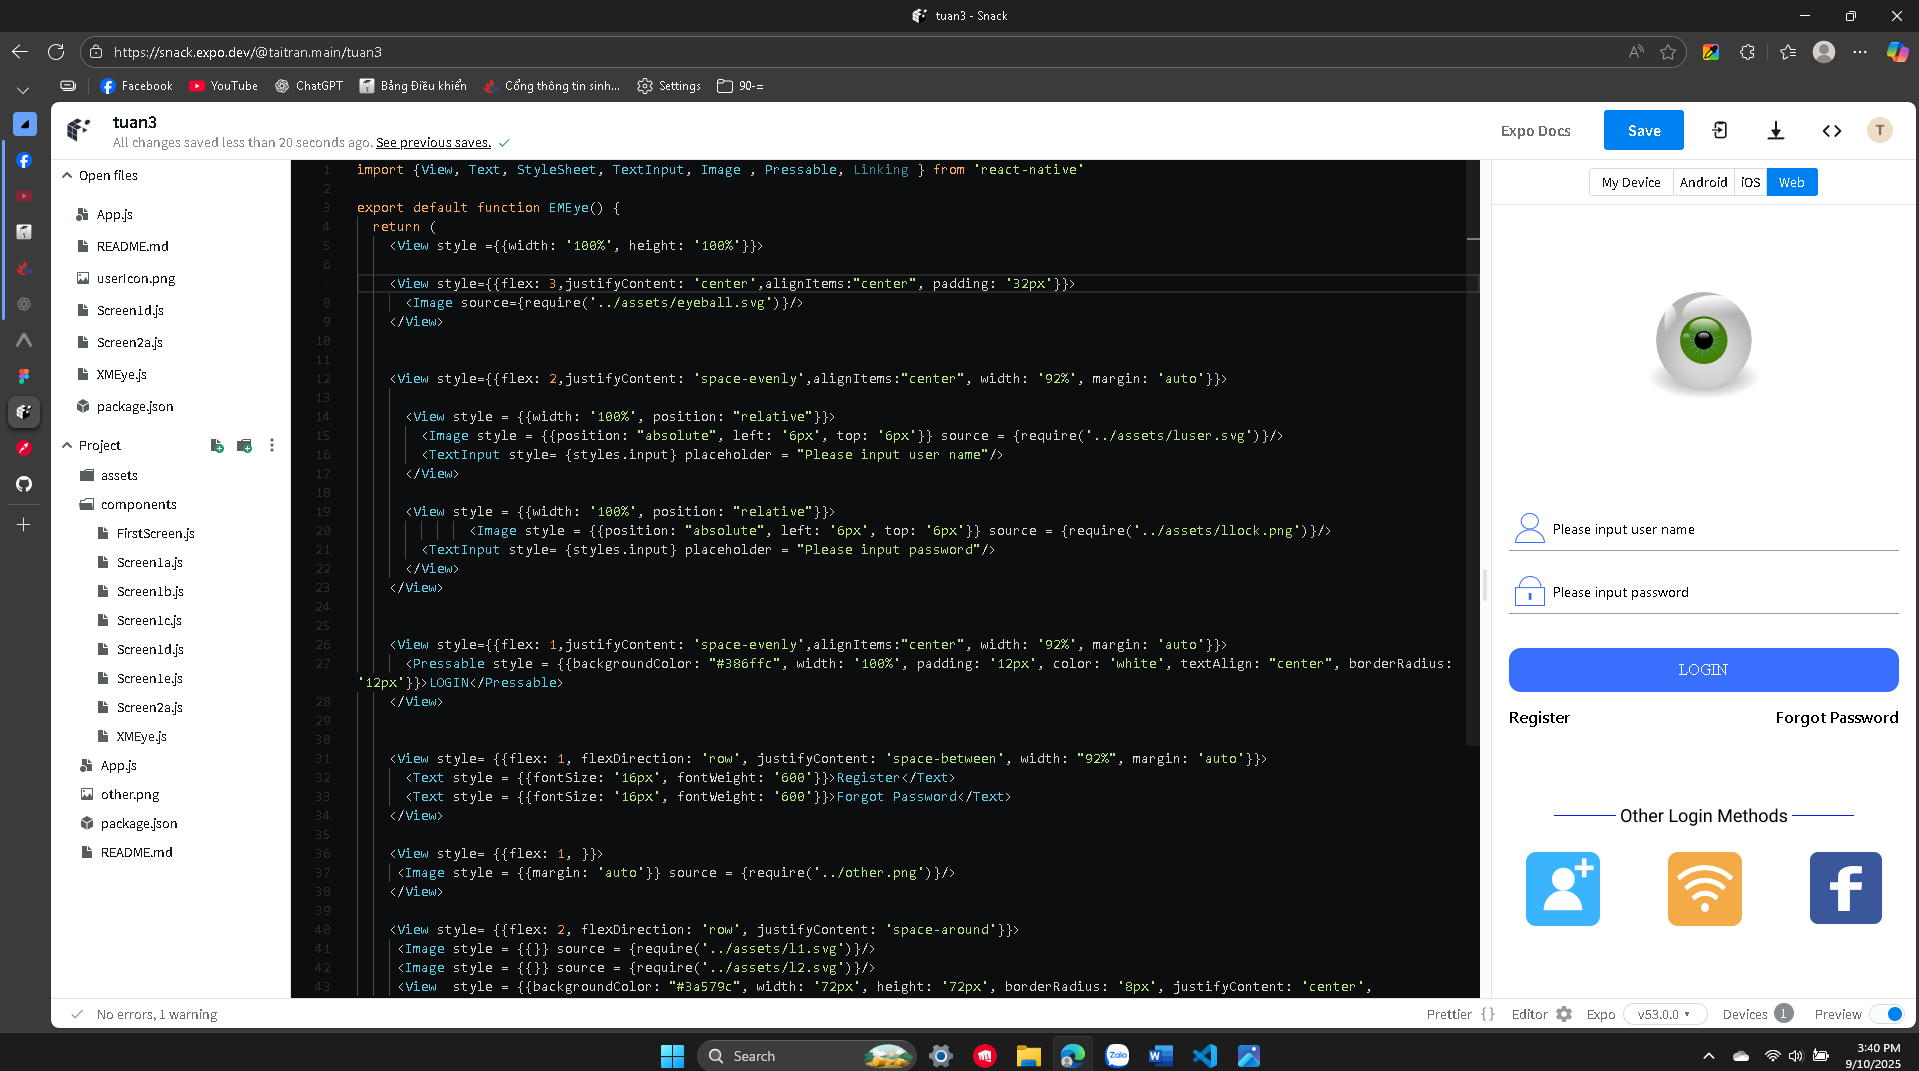 tuan3 - Snack
https://snack.expo.dev/@taitran.main/tuan3
Facebook YouTube ChatGPT Bảng Điều khiển Cổng thông tin sinh... Settings 90-=
tuan3
All changes saved less than 20 seconds ago. See previous saves.
Expo Docs Save T
Open files
App.js
README.md
userIcon.png
Screen1d.js
Screen2a.js
XMEye.js
package.json
Project
assets
components
FirstScreen.js
Screen1a.js
Screen1b.js
Screen1c.js
Screen1d.js
Screen1e.js
Screen2a.js
XMEye.js
App.js
other.png
package.json
README.md
1 import {View, Text, StyleSheet, TextInput, Image , Pressable, Linking } from 'react-native'
2
3 export default function EMEye() {
4 return (
5 <View style ={{width: '100%', height: '100%'}}>
6
<View style={{flex: 3,justifyContent: 'center',alignItems:"center", padding: '32px'}}>
8 <Image source={require('../assets/eyeball.svg')}/>
9 </View>
10
11
12 <View style={{flex: 2,justifyContent: 'space-evenly',alignItems:"center", width: '92%', margin: 'auto'}}>
13
14 <View style = {{width: '100%', position: "relative"}}>
15 <Image style = {{position: "absolute", left: '6px', top: '6px'}} source = {require('../assets/luser.svg')}/>
16 <TextInput style= {styles.input} placeholder = "Please input user name"/>
17 </View>
18
19 <View style = {{width: '100%', position: "relative"}}>
20 <Image style = {{position: "absolute", left: '6px', top: '6px'}} source = {require('../assets/llock.png')}/>
21 <TextInput style= {styles.input} placeholder = "Please input password"/>
22 </View>
23 </View>
24
25
26 <View style={{flex: 1,justifyContent: 'space-evenly',alignItems:"center", width: '92%', margin: 'auto'}}>
27 <Pressable style = {{backgroundColor: "#386ffc", width: '100%', padding: '12px', color: 'white', textAlign: "center", borderRadius:
'12px'}}>LOGIN</Pressable>
28 </View>
29
30
31 <View style= {{flex: 1, flexDirection: 'row', justifyContent: 'space-between', width: "92%", margin: 'auto'}}>
32 <Text style = {{fontSize: '16px', fontWeight: '600'}}>Register</Text>
33 <Text style = {{fontSize: '16px', fontWeight: '600'}}>Forgot Password</Text>
34 </View>
35
36 <View style= {{flex: 1, }}>
37 <Image style = {{margin: 'auto'}} source = {require('../other.png')}/>
38 </View>
39
40 <View style= {{flex: 2, flexDirection: 'row', justifyContent: 'space-around'}}>
41 <Image style = {{}} source = {require('../assets/l1.svg')}/>
42 <Image style = {{}} source = {require('../assets/l2.svg')}/>
43 <View style = {{backgroundColor: "#3a579c", width: '72px', height: '72px', borderRadius: '8px', justifyContent: 'center',
My Device Android iOS Web
Please input user name
Please input password
LOGIN
Register Forgot Password
Other Login Methods
No errors, 1 warning
Prettier { } Editor Expo v53.0.0 Devices 1 Preview
Search
Zalo
3:40 PM
9/10/2025